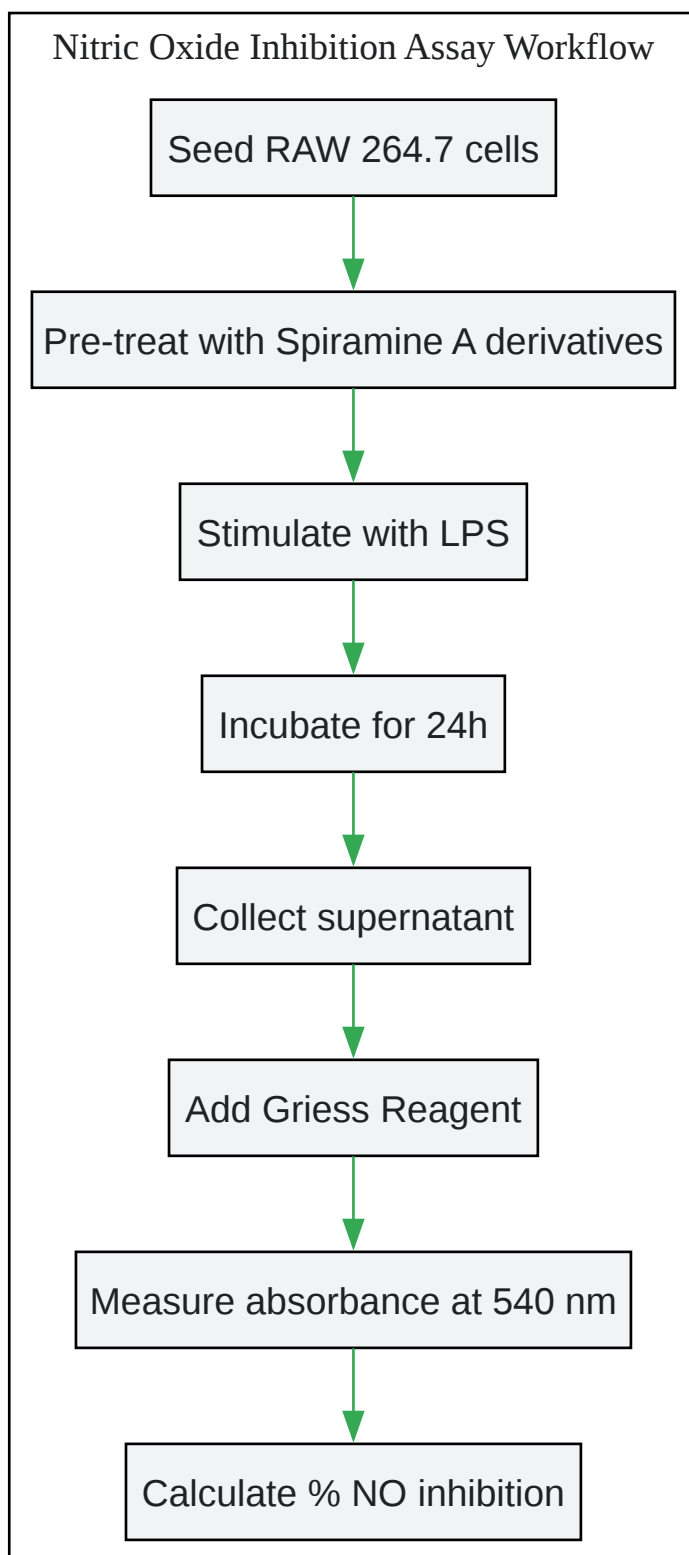 Nitric Oxide Inhibition Assay Workflow
Seed RAW 264.7 cells
Pre-treat with Spiramine A derivatives
Stimulate with LPS
Incubate for 24h
Collect supernatant
Add Griess Reagent
Measure absorbance at 540 nm
Calculate % NO inhibition